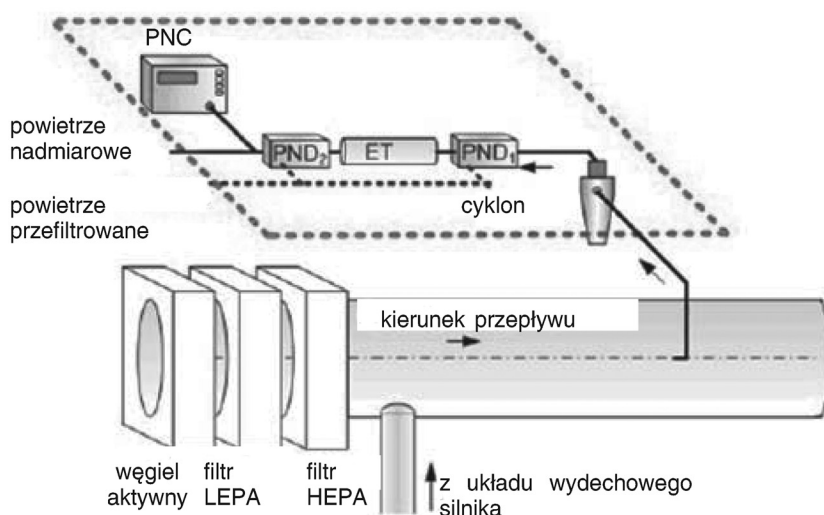 PNC
powietrze
nadmiarowe
PND₂
ET
PND₁
powietrze
przefiltrowane
cyklon
kierunek przepływu
węgiel
aktywny
filtr
LEPA
filtr
HEPA
z układu wydechowego
silnika